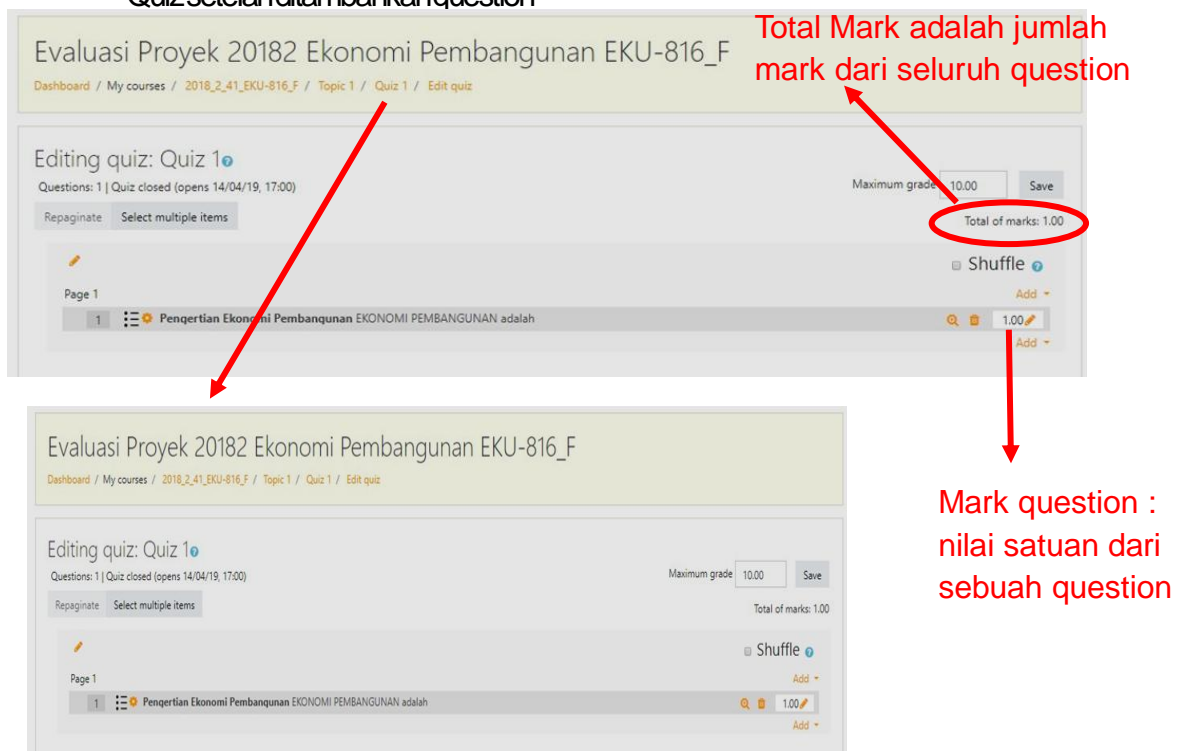 Quiz setelah ditambahkan question
Total Mark adalah jumlah
mark dari seluruh question
Evaluasi Proyek 20182 Ekonomi Pembangunan EKU-816_F
Dashboard / My courses / 2018_2_41_EKU-816_F / Topic 1 / Quiz 1 / Edit quiz
Editing quiz: Quiz 1
Questions: 1 | Quiz closed (opens 14/04/19, 17:00)
Maximum grade 10.00 Save
Repaginate Select multiple items
Total of marks: 1.00
Shuffle
Page 1
Add
1 Pengertian Ekonomi Pembangunan EKONOMI PEMBANGUNAN adalah 1.00
Add
Evaluasi Proyek 20182 Ekonomi Pembangunan EKU-816_F
Dashboard / My courses / 2018_2_41_EKU-816_F / Topic 1 / Quiz 1 / Edit quiz
Editing quiz: Quiz 1
Questions: 1 | Quiz closed (opens 14/04/19, 17:00)
Maximum grade 10.00 Save
Repaginate Select multiple items
Total of marks: 1.00
Shuffle
Page 1
Add
1 Pengertian Ekonomi Pembangunan EKONOMI PEMBANGUNAN adalah 1.00
Add
Mark question :
nilai satuan dari
sebuah question